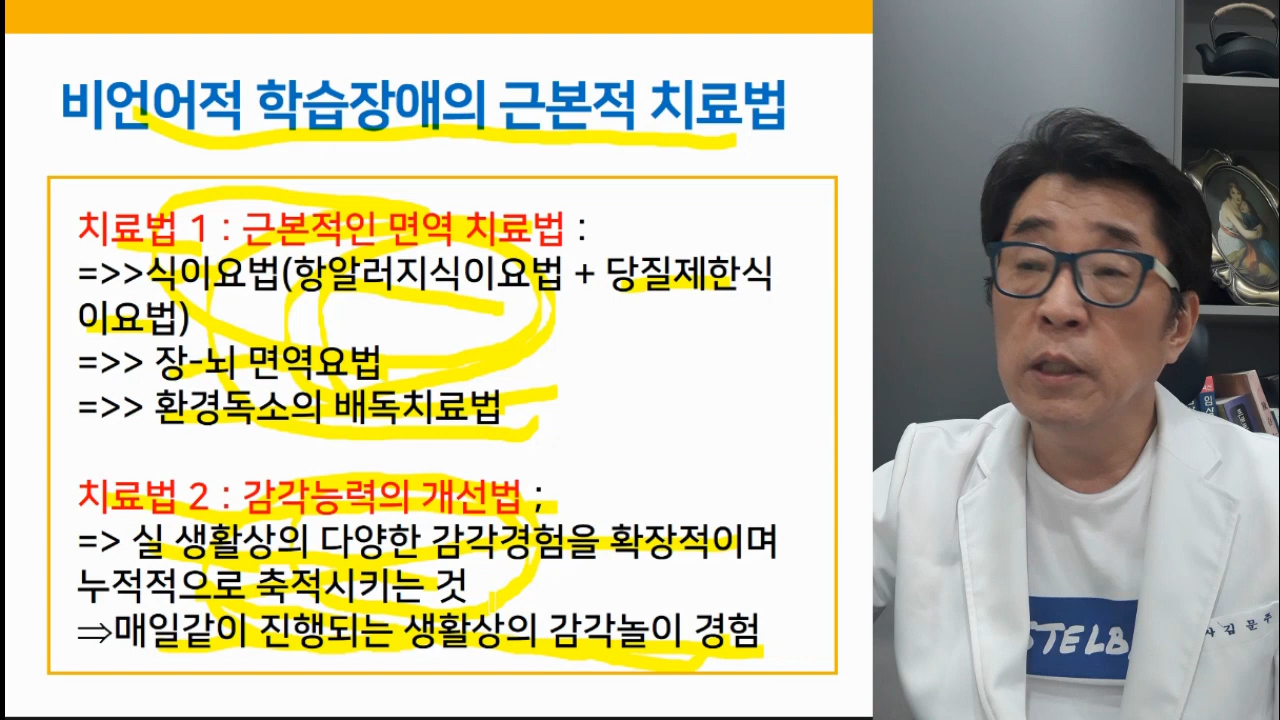 비언어적 학습장애의 근본적 치료법
치료법 1 : 근본적인 면역 치료법 :
=>>식이요법(항알러지식이요법 + 당질제한식
이요법)
=>> 장-뇌 면역요법
=>> 환경독소의 배독치료법
치료법 2 : 감각능력의 개선법 ;
=> 실 생활상의 다양한 감각경험을 확장적이며
누적적으로 축적시키는 것
⇒매일같이 진행되는 생활상의 감각놀이 경험
사 김 문 주
STELB